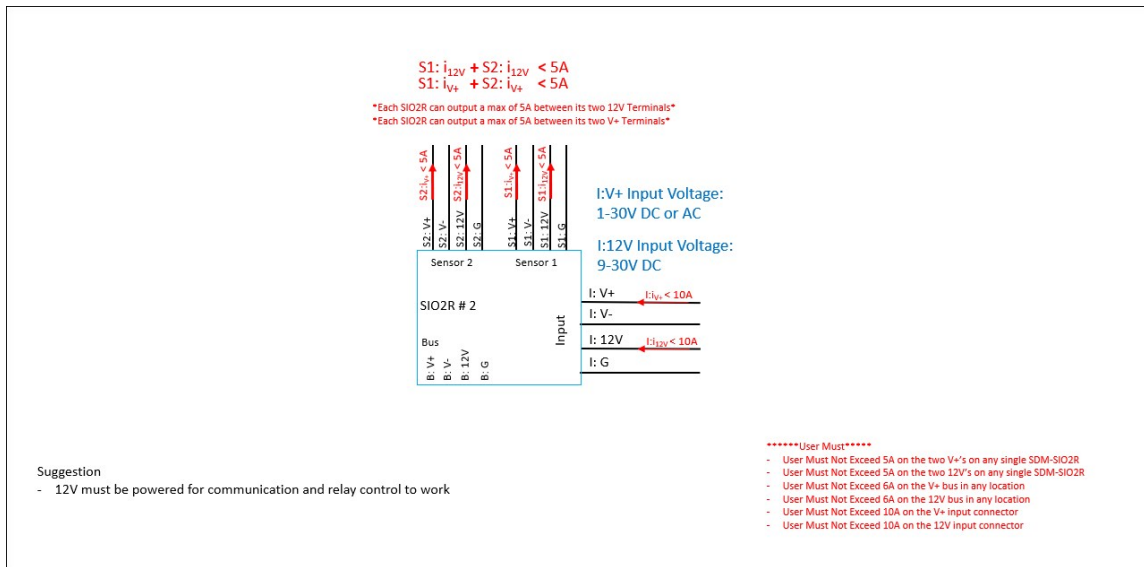 S1: i12V + S2: i12V < 5A
S1: iV+ + S2: iV+ < 5A
*Each SIO2R can output a max of 5A between its two 12V Terminals*
*Each SIO2R can output a max of 5A between its two V+ Terminals*
S2:iV+ < 5A
S2:i12V < 5A
S1:iV+ < 5A
S1:i12V < 5A
S2: V+
S2: V-
S2: 12V
S2: G
S1: V+
S1: V-
S1: 12V
S1: G
I:V+ Input Voltage:
1-30V DC or AC
I:12V Input Voltage:
9-30V DC
Sensor 2
Sensor 1
SIO2R # 2
Input
I: V+
I:iV+ < 10A
I: V-
I: 12V
I:i12V < 10A
I: G
Bus
B: V+
B: V-
B: 12V
B: G
Suggestion
- 12V must be powered for communication and relay control to work
******User Must*****
- User Must Not Exceed 5A on the two V+'s on any single SDM-SIO2R
- User Must Not Exceed 5A on the two 12V's on any single SDM-SIO2R
- User Must Not Exceed 6A on the V+ bus in any location
- User Must Not Exceed 6A on the 12V bus in any location
- User Must Not Exceed 10A on the V+ input connector
- User Must Not Exceed 10A on the 12V input connector